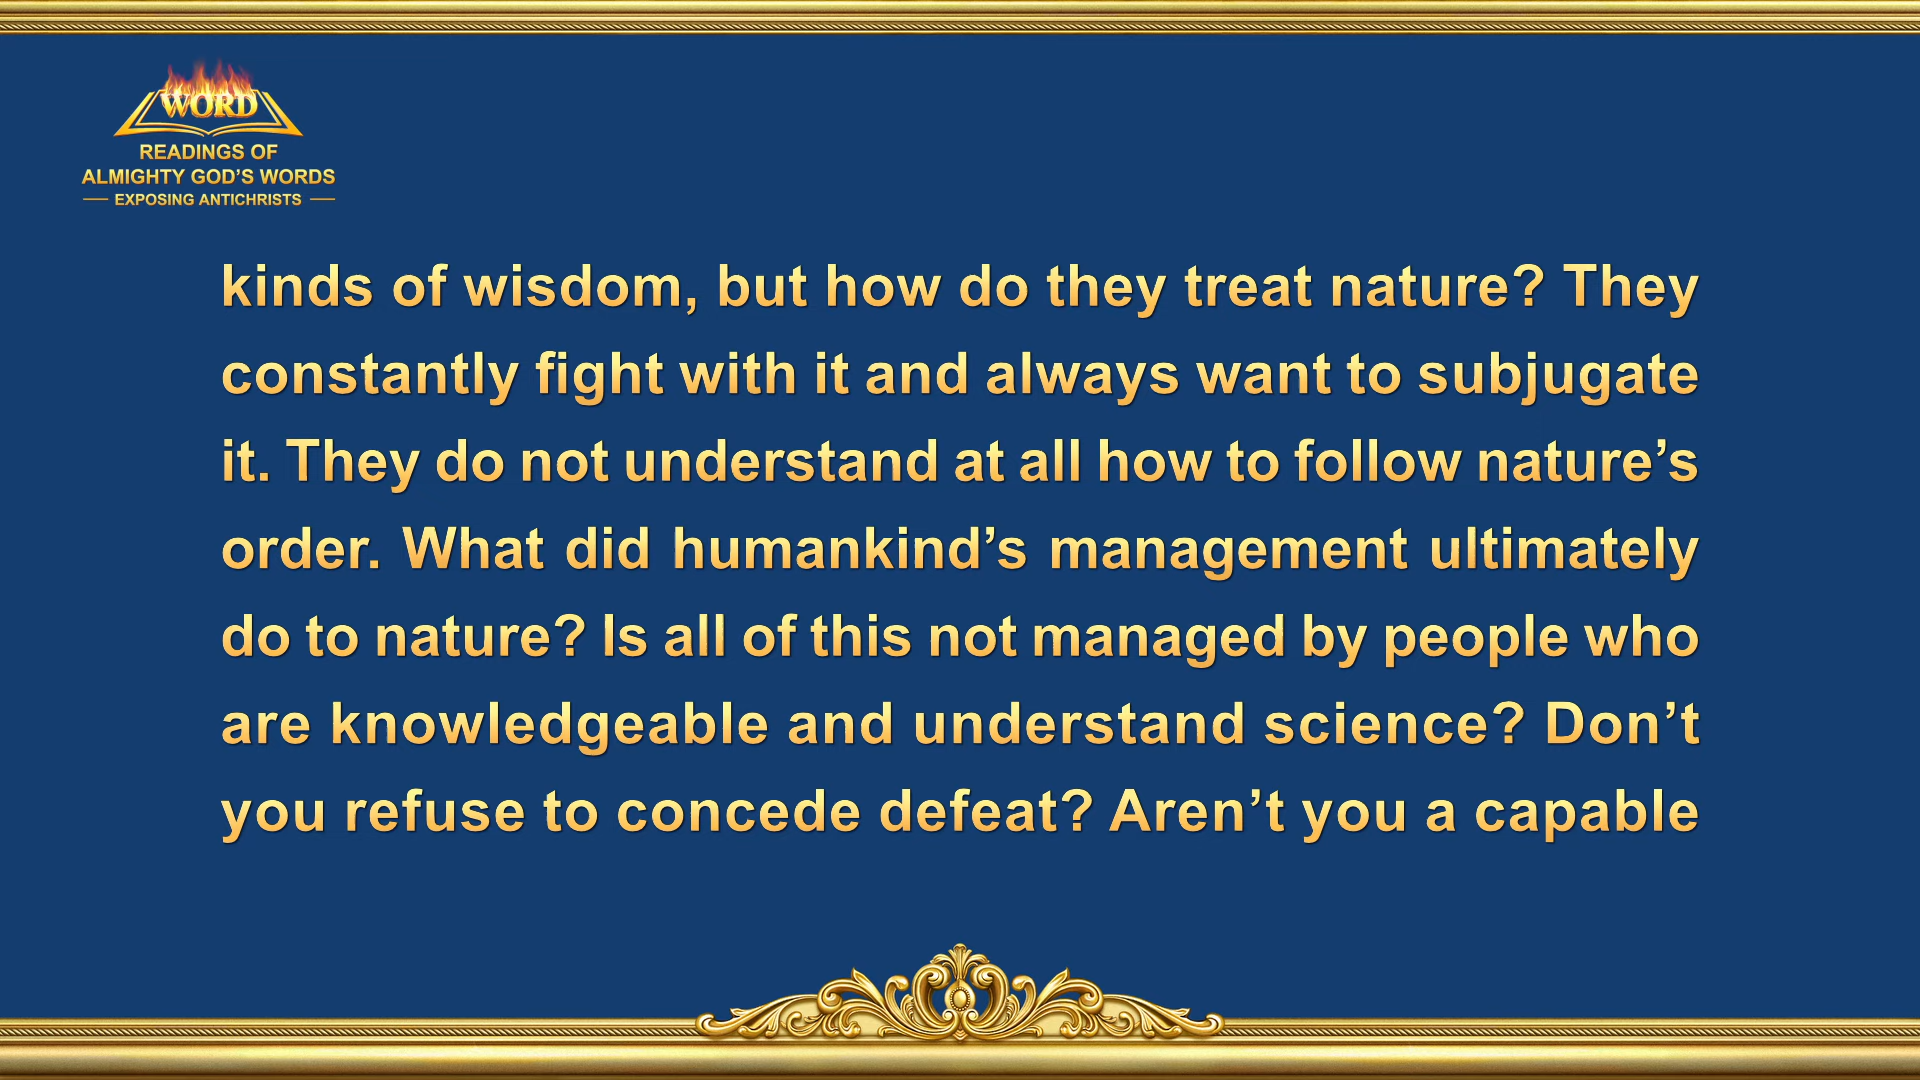 WORD
READINGS OF
ALMIGHTY GOD’S WORDS
EXPOSING ANTICHRISTS
kinds of wisdom, but how do they treat nature? They
constantly fight with it and always want to subjugate
it. They do not understand at all how to follow nature’s
order. What did humankind’s management ultimately
do to nature? Is all of this not managed by people who
are knowledgeable and understand science? Don’t
you refuse to concede defeat? Aren’t you a capable